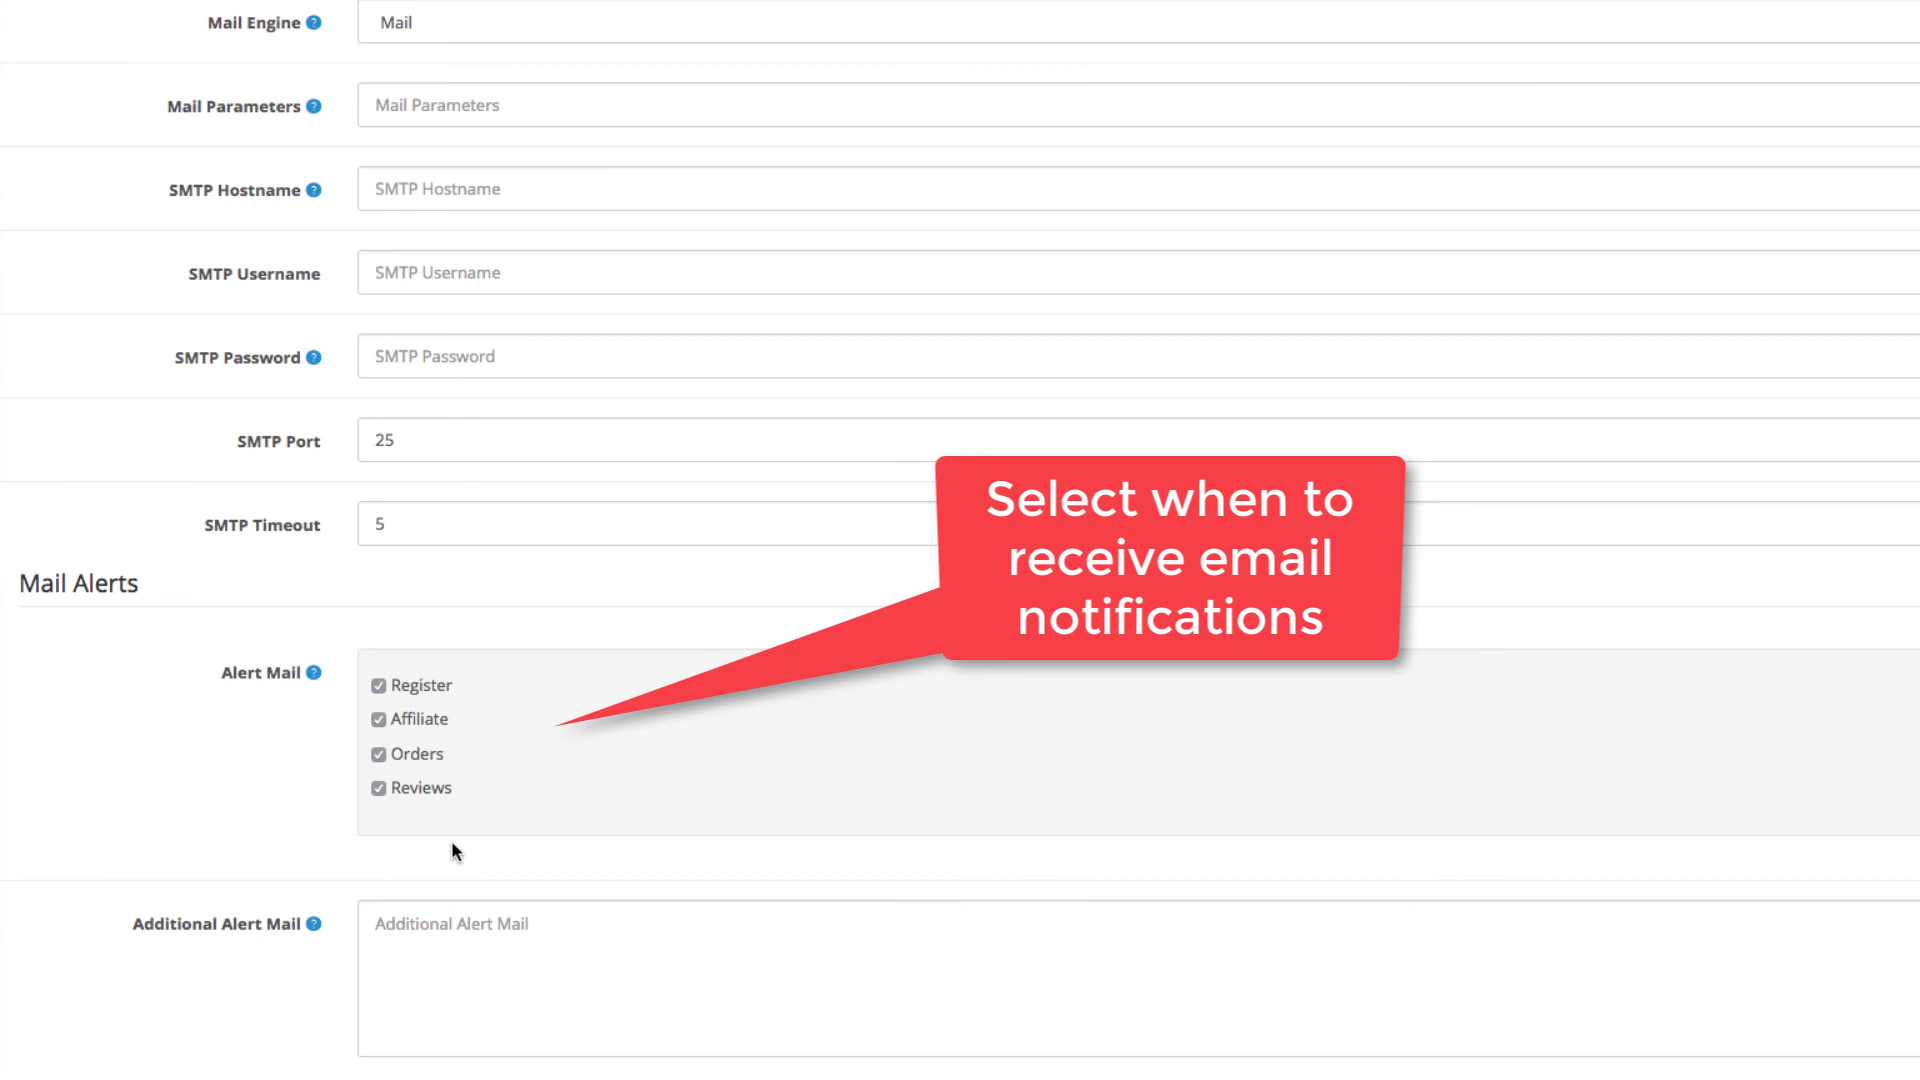 Mail Engine ? Mail
Mail Parameters ? Mail Parameters
SMTP Hostname ? SMTP Hostname
SMTP Username SMTP Username
SMTP Password ? SMTP Password
SMTP Port 25
SMTP Timeout 5
Select when to
receive email
notifications
Mail Alerts
Alert Mail ?
Register
Affiliate
Orders
Reviews
Additional Alert Mail ? Additional Alert Mail